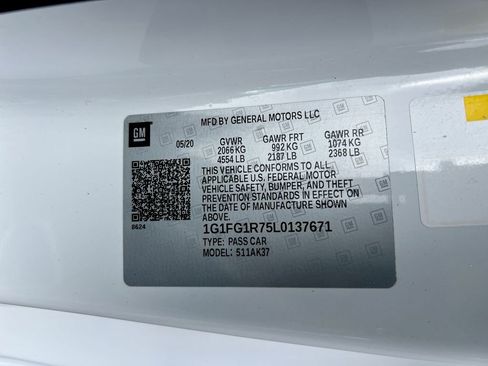 MFD BY GENERAL MOTORS LLC
GM
05/20 GVWR GAWR FRT GAWR RR
2066 KG 992 KG 1074 KG
4554 LB 2187 LB 2368 LB
THIS VEHICLE CONFORMS TO ALL
APPLICABLE U.S. FEDERAL MOTOR
VEHICLE SAFETY, BUMPER, AND THEFT
PREVENTION STANDARDS IN EFFECT ON
THE DATE OF MANUFACTURE SHOWN
ABOVE.
8624
1G1FG1R75L0137671
TYPE: PASS CAR
MODEL: 511AK37